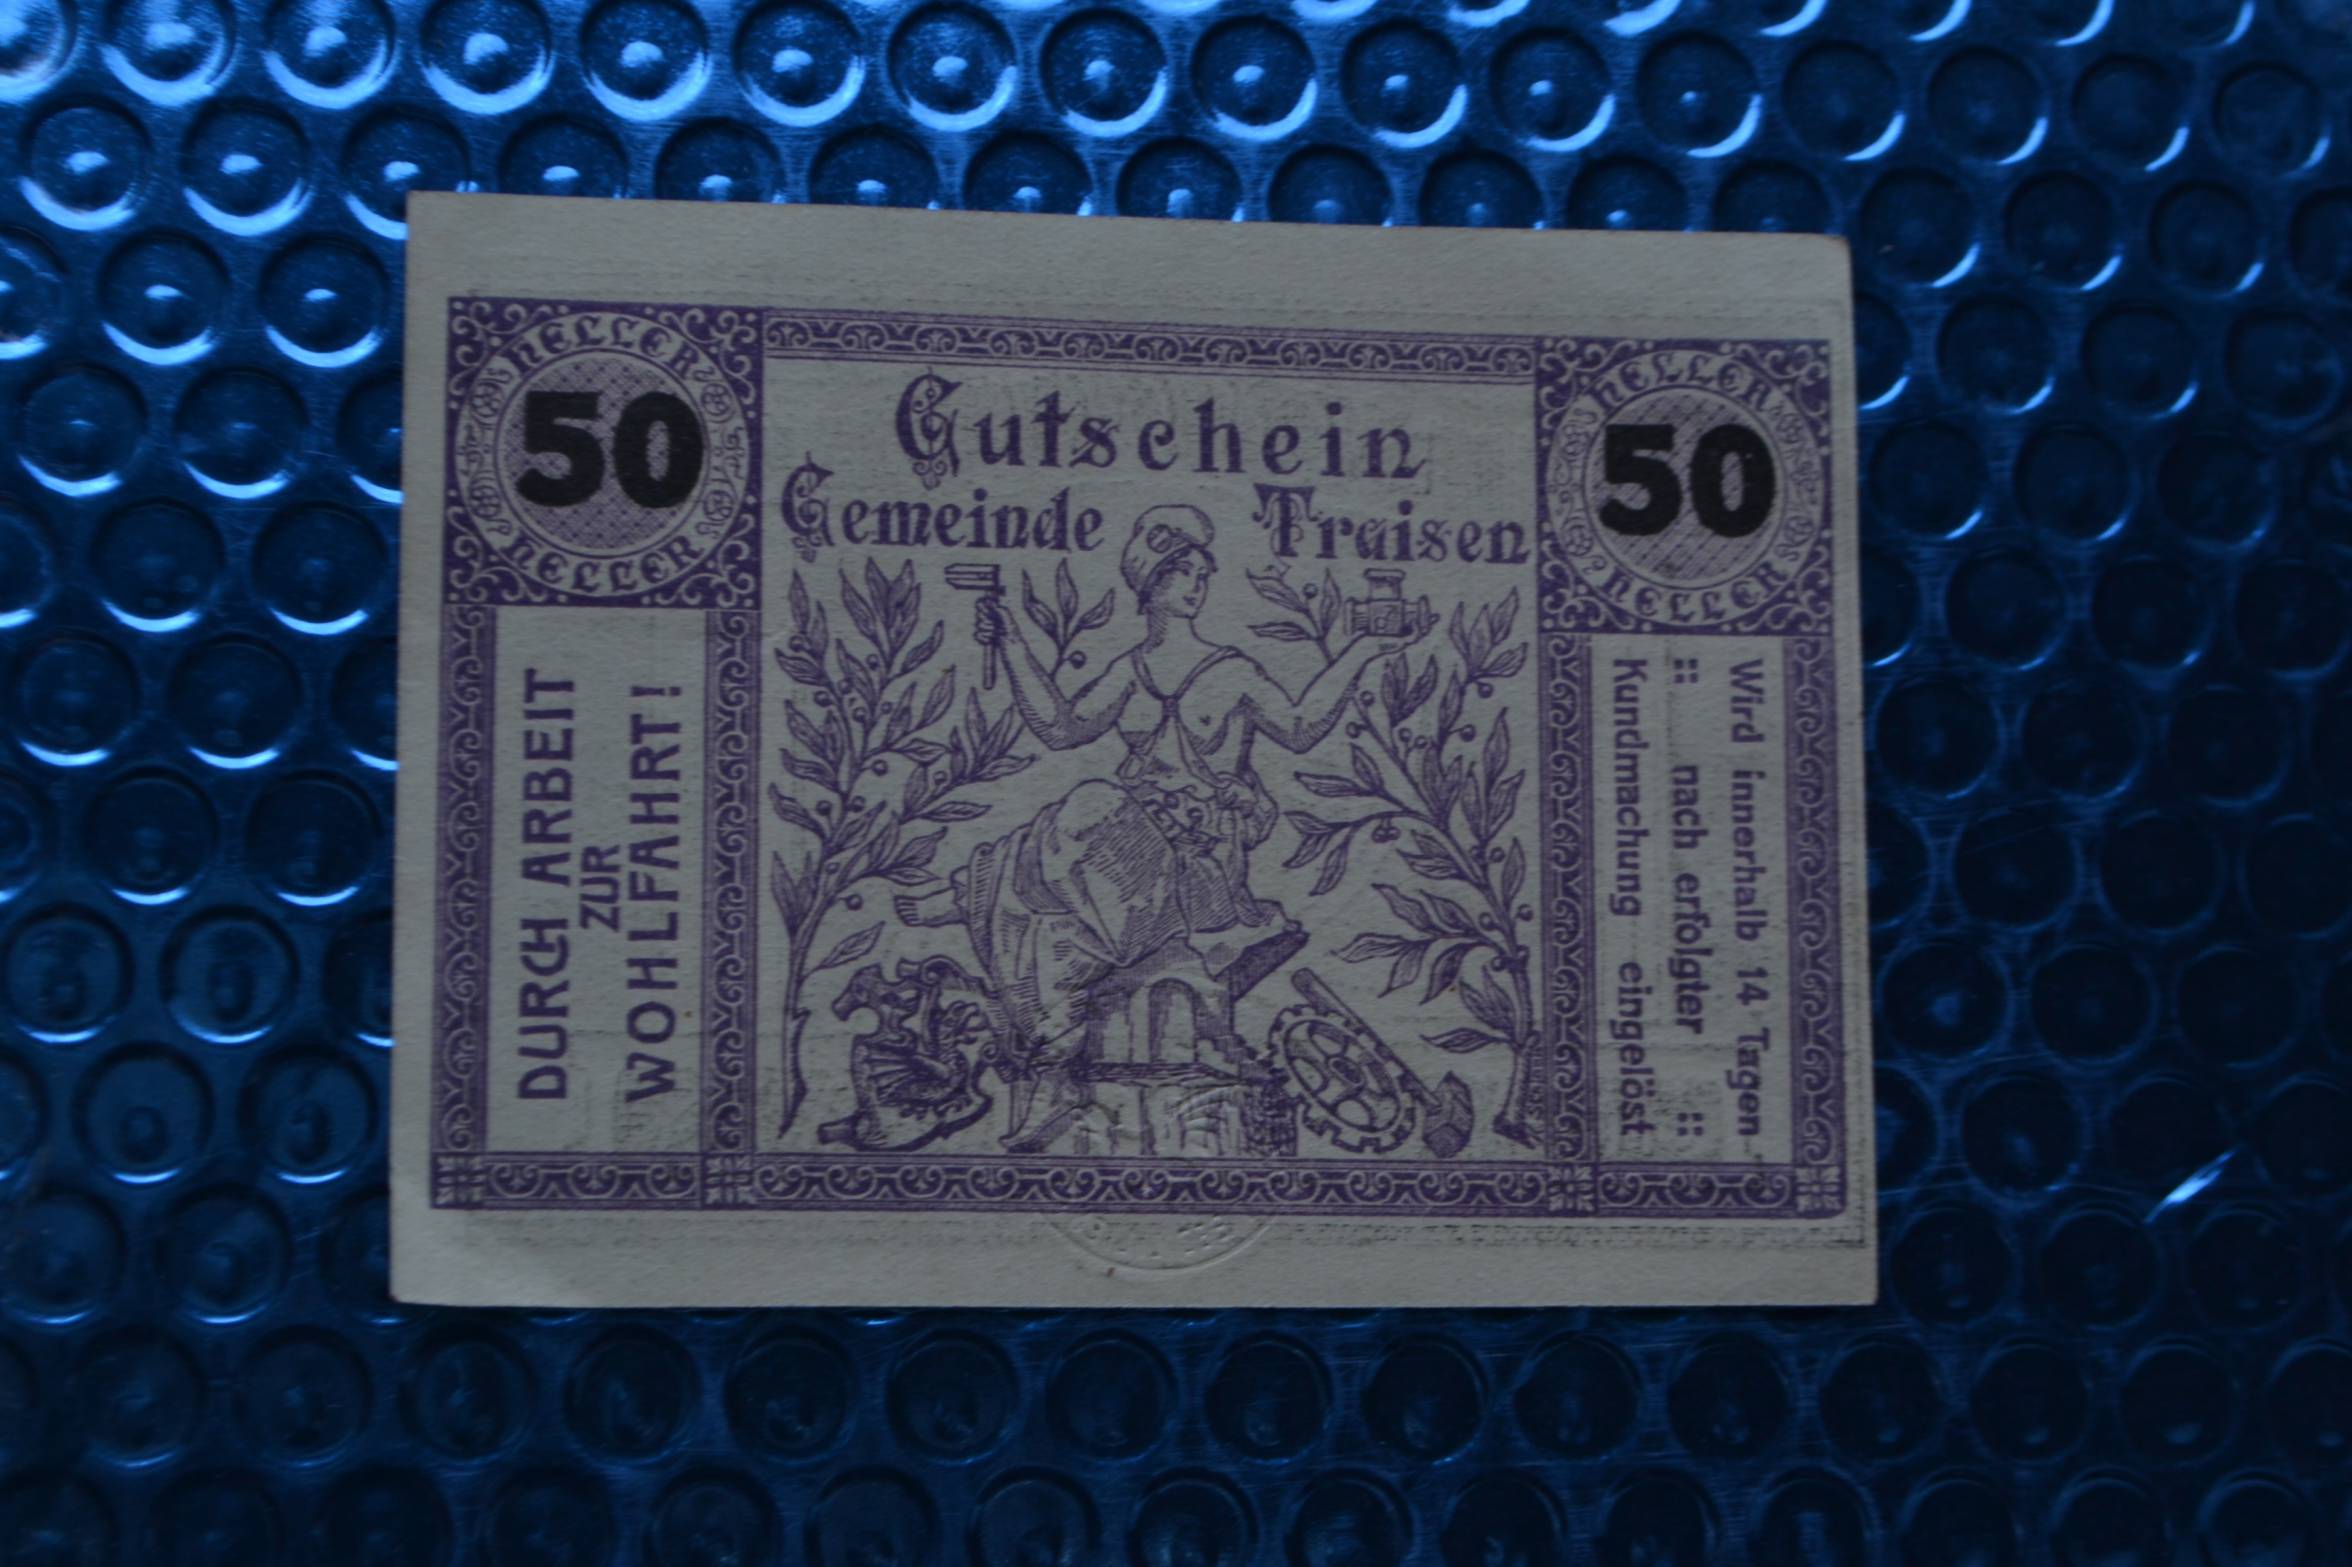 HELLER
50
HELLER
Gutschein
Gemeinde Traisen
HELLER
50
HELLER
DURCH ARBEIT
ZUR
WOHLFAHRT!
Wird innerhalb 14 Tagen
:: nach erfolgter ::
Kundmachung eingelöst